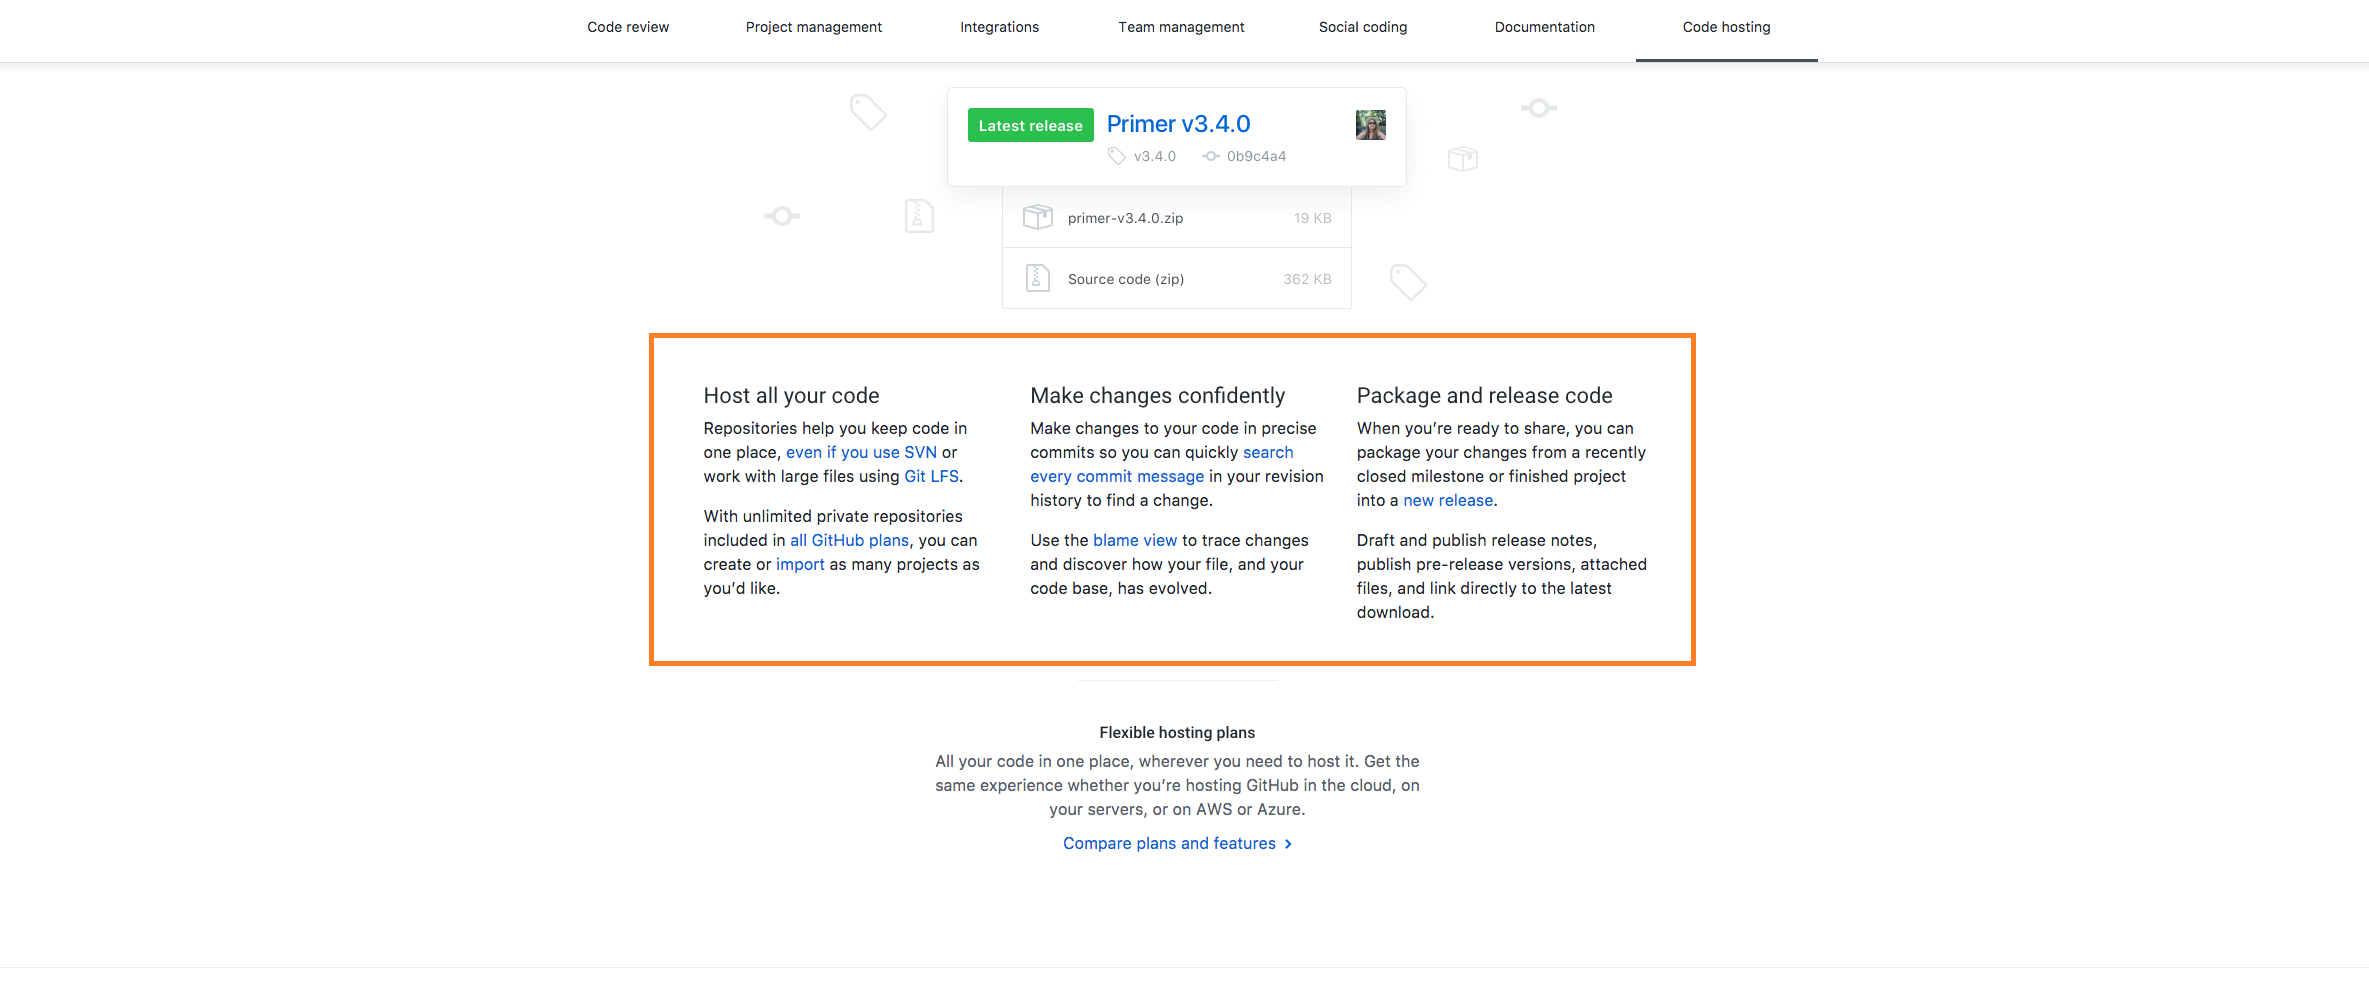 Code review Project management Integrations Team management Social coding Documentation Code hosting
Latest release Primer v3.4.0
v3.4.0 0b9c4a4
primer-v3.4.0.zip 19 KB
Source code (zip) 362 KB
Host all your code
Repositories help you keep code in
one place, even if you use SVN or
work with large files using Git LFS.
With unlimited private repositories
included in all GitHub plans, you can
create or import as many projects as
you’d like.
Make changes confidently
Make changes to your code in precise
commits so you can quickly search
every commit message in your revision
history to find a change.
Use the blame view to trace changes
and discover how your file, and your
code base, has evolved.
Package and release code
When you’re ready to share, you can
package your changes from a recently
closed milestone or finished project
into a new release.
Draft and publish release notes,
publish pre-release versions, attached
files, and link directly to the latest
download.
Flexible hosting plans
All your code in one place, wherever you need to host it. Get the
same experience whether you’re hosting GitHub in the cloud, on
your servers, or on AWS or Azure.
Compare plans and features